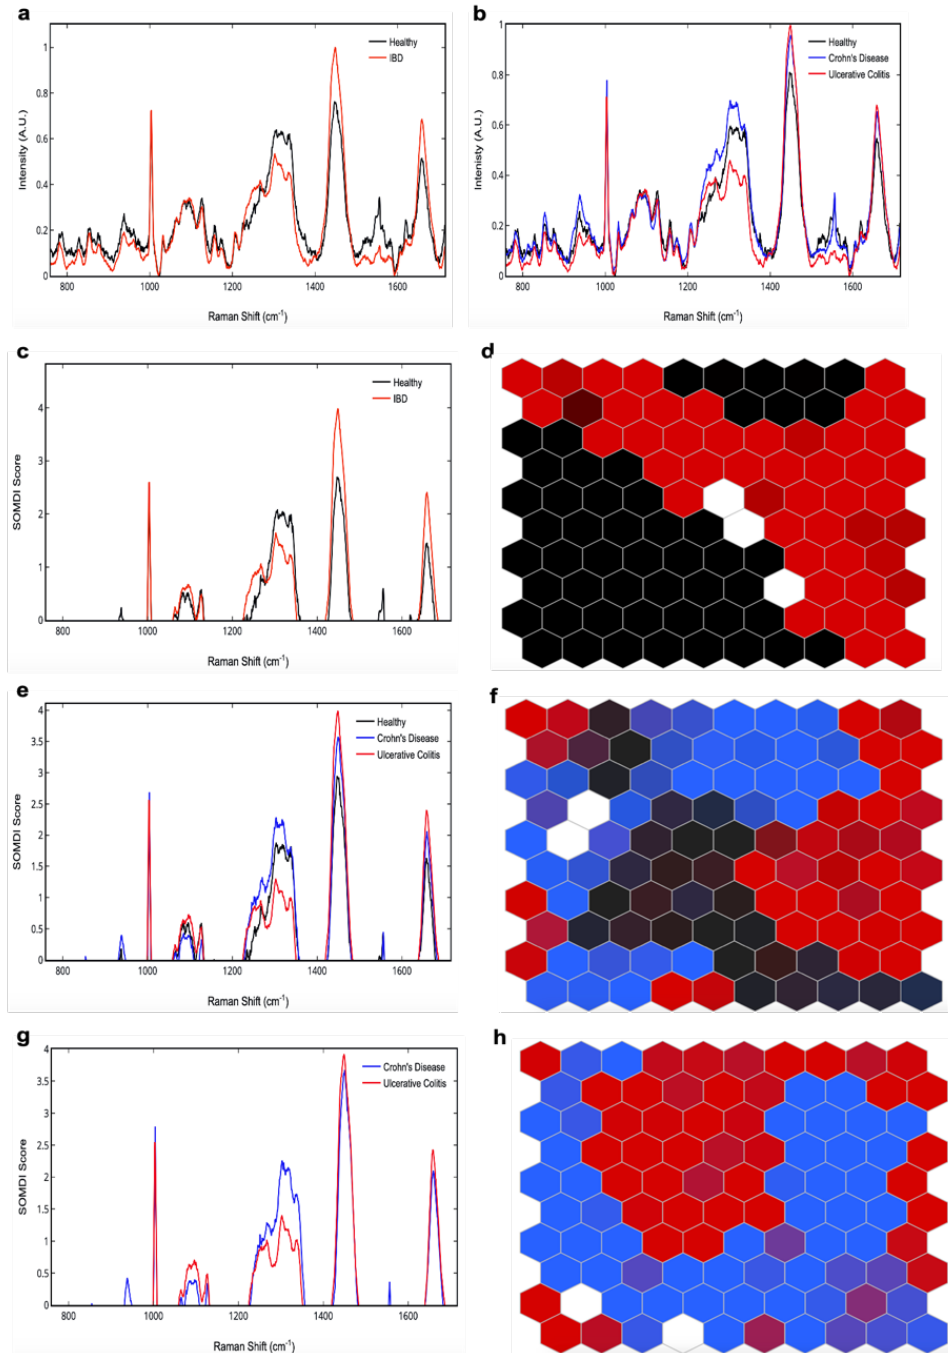 a
Healthy
IBD
Intensity (A.U.)
1
0.8
0.6
0.4
0.2
0
800 1000 1200 1400 1600
Raman Shift (cm-1)
b
Healthy
Crohn's Disease
Ulcerative Colitis
Intenisty (A.U.)
1
0.8
0.6
0.4
0.2
0
800 1000 1200 1400 1600
Raman Shift (cm-1)
c
Healthy
IBD
SOMDI Score
4
3
2
1
0
800 1000 1200 1400 1600
Raman Shift (cm-1)
d
e
Healthy
Crohn's Disease
Ulcerative Colitis
SOMDI Score
4
3.5
3
2.5
2
1.5
1
0.5
0
800 1000 1200 1400 1600
Raman Shift (cm-1)
f
g
Crohn's Disease
Ulcerative Colitis
SOMDI Score
4
3.5
3
2.5
2
1.5
1
0.5
0
800 1000 1200 1400 1600
Raman Shift (cm-1)
h